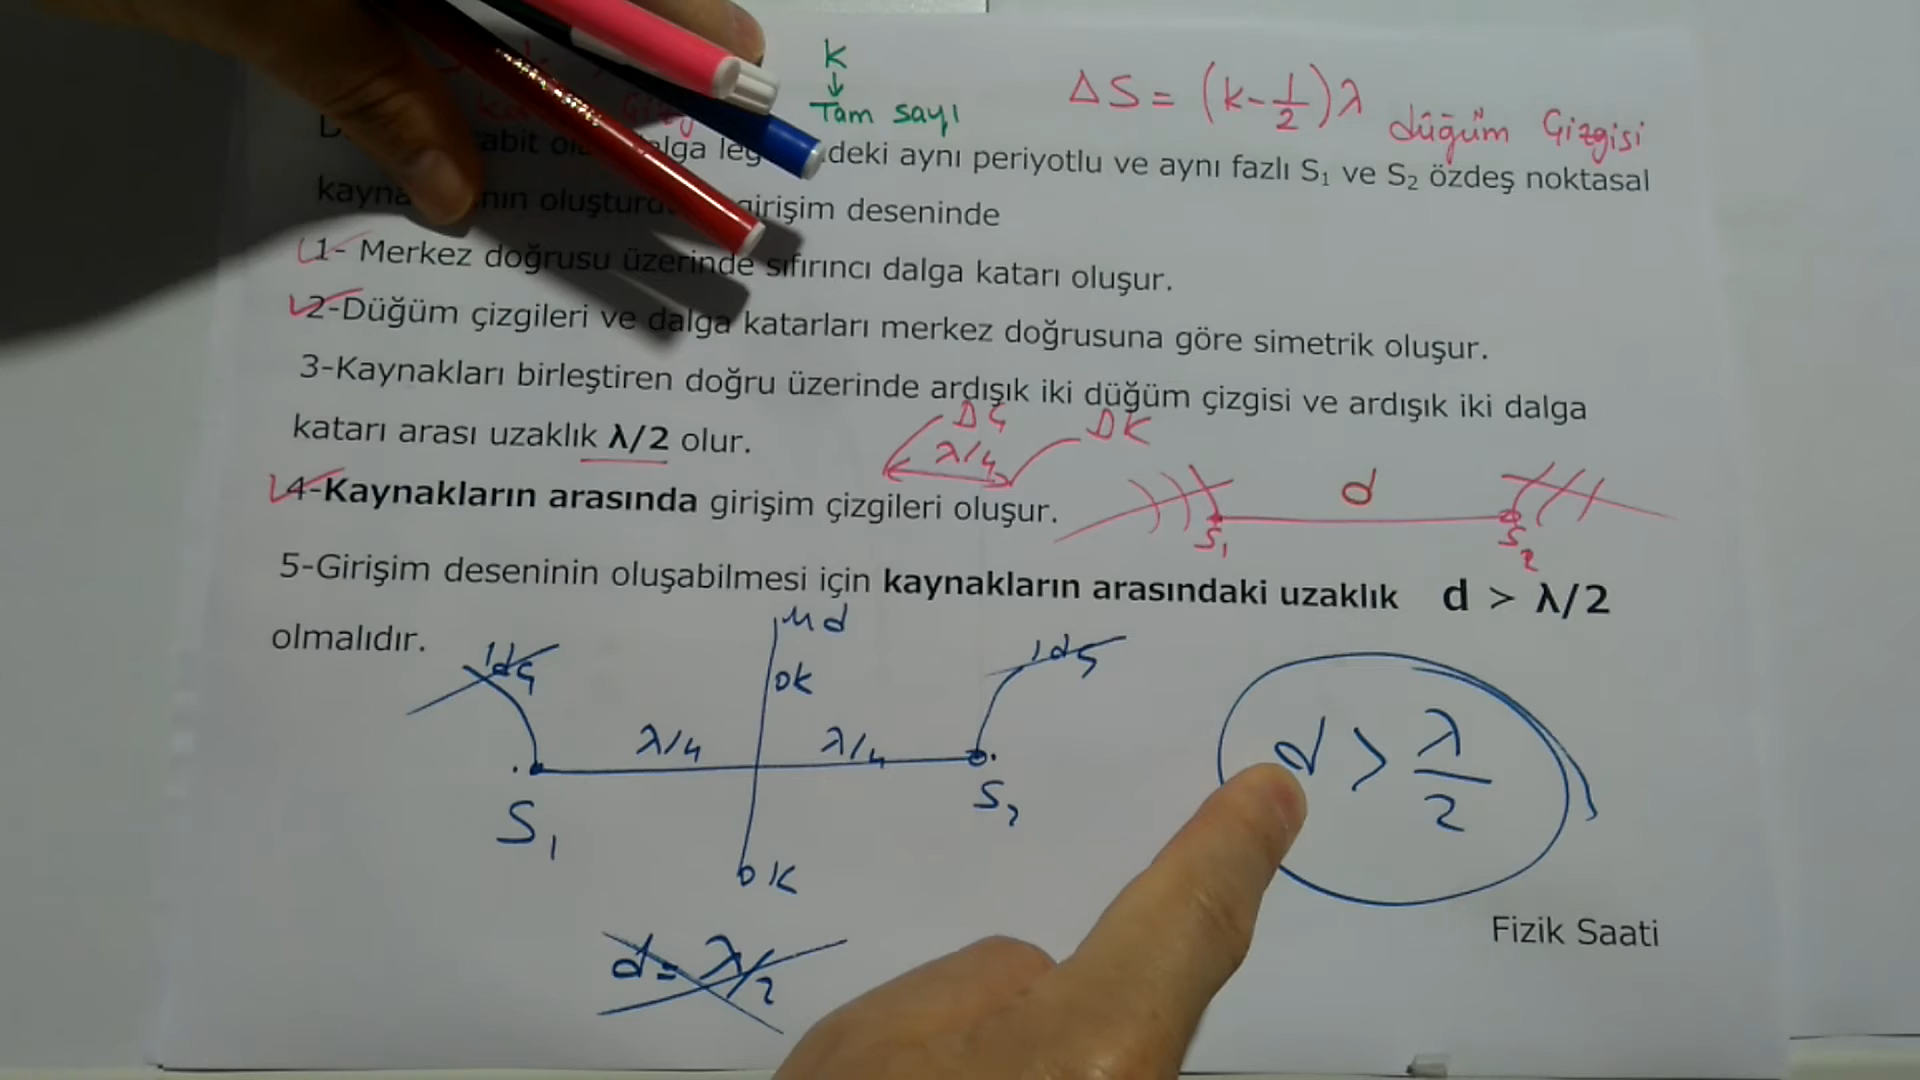 K
Tam sayı
ΔS = (k-1/2)λ düğüm Çizgisi
deki aynı periyotlu ve aynı fazlı S₁ ve S₂ özdeş noktasal
girişim deseninde
1- Merkez doğrusu üzerinde sıfırıncı dalga katarı oluşur.
2-Düğüm çizgileri ve dalga katarları merkez doğrusuna göre simetrik oluşur.
3-Kaynakları birleştiren doğru üzerinde ardışık iki düğüm çizgisi ve ardışık iki dalga
katarı arası uzaklık λ/2 olur.
DÇ DK
λ/4
4-Kaynakların arasında girişim çizgileri oluşur.
d
S₁ S₂
5-Girişim deseninin oluşabilmesi için kaynakların arasındaki uzaklık d > λ/2
olmalıdır.
Md
1dç 1dç
0K
λ/4 λ/4
S₁ S₂
0K
d > λ/2
d = λ/2
Fizik Saati